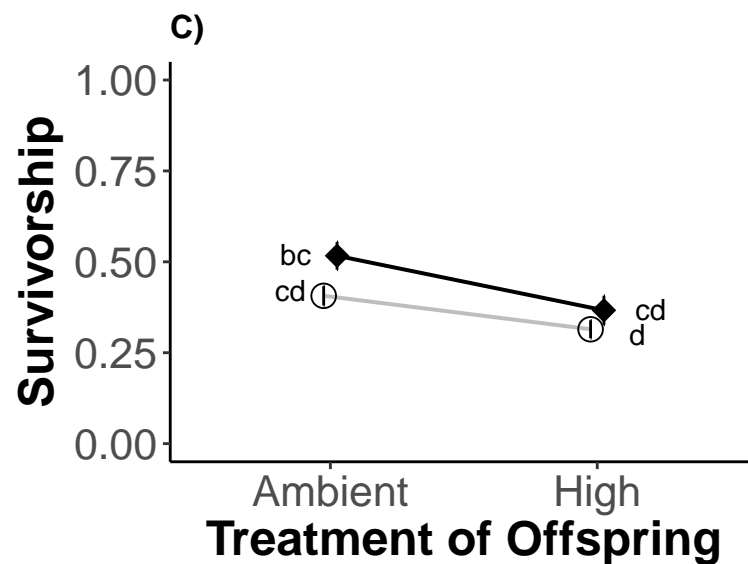 C)
Survivorship
1.00
0.75
0.50
0.25
0.00
bc
cd
cd
d
Ambient High
Treatment of Offspring